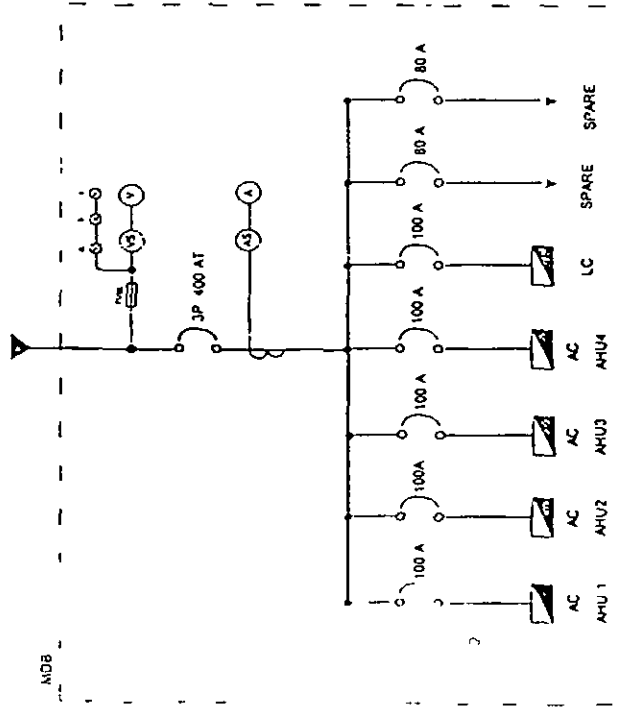 MDB
VS
V
3P 400 AT
AS
A
100 A
100A
100 A
100 A
100 A
80 A
80 A
AC
AHU 1
AC
AHU2
AC
AHU3
AC
AHU4
LC
SPARE
SPARE